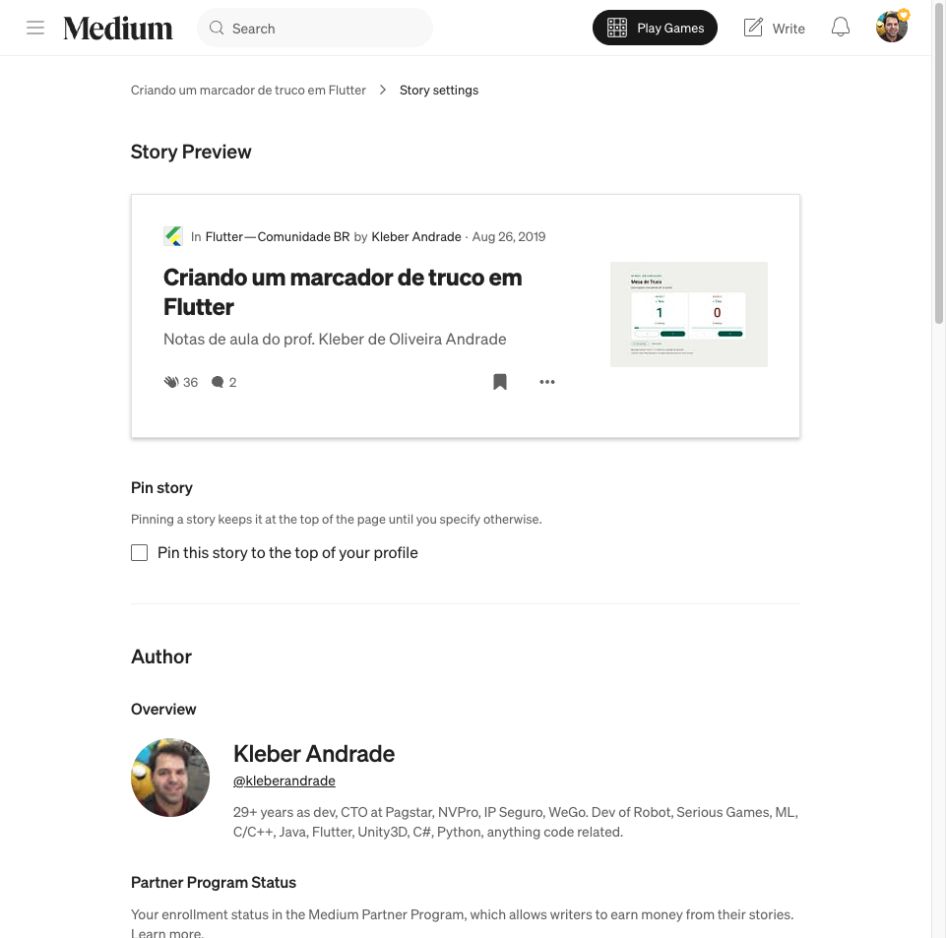 Medium
Search
Play Games
Write
Criando um marcador de truco em Flutter > Story settings
Story Preview
In Flutter — Comunidade BR by Kleber Andrade · Aug 26, 2019
Criando um marcador de truco em
Flutter
Notas de aula do prof. Kleber de Oliveira Andrade
Mesa de Truco
1
0
36
2
Pin story
Pinning a story keeps it at the top of the page until you specify otherwise.
Pin this story to the top of your profile
Author
Overview
Kleber Andrade
@kleberandrade
29+ years as dev, CTO at Pagstar, NVPro, IP Seguro, WeGo. Dev of Robot, Serious Games, ML,
C/C++, Java, Flutter, Unity3D, C#, Python, anything code related.
Partner Program Status
Your enrollment status in the Medium Partner Program, which allows writers to earn money from their stories.
Learn more.